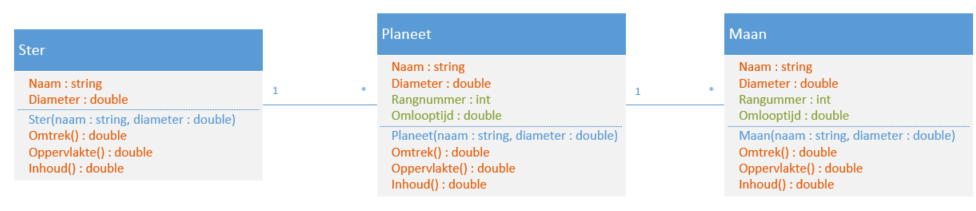 Ster
Naam : string
Diameter : double
Ster(naam : string, diameter : double)
Omtrek() : double
Oppervlakte() : double
Inhoud() : double
1
*
Planeet
Naam : string
Diameter : double
Rangnummer : int
Omlooptijd : double
Planeet(naam : string, diameter : double)
Omtrek() : double
Oppervlakte() : double
Inhoud() : double
1
*
Maan
Naam : string
Diameter : double
Rangummer : int
Omlooptijd : double
Maan(naam : string, diameter : double)
Omtrek() : double
Oppervlakte() : double
Inhoud() : double